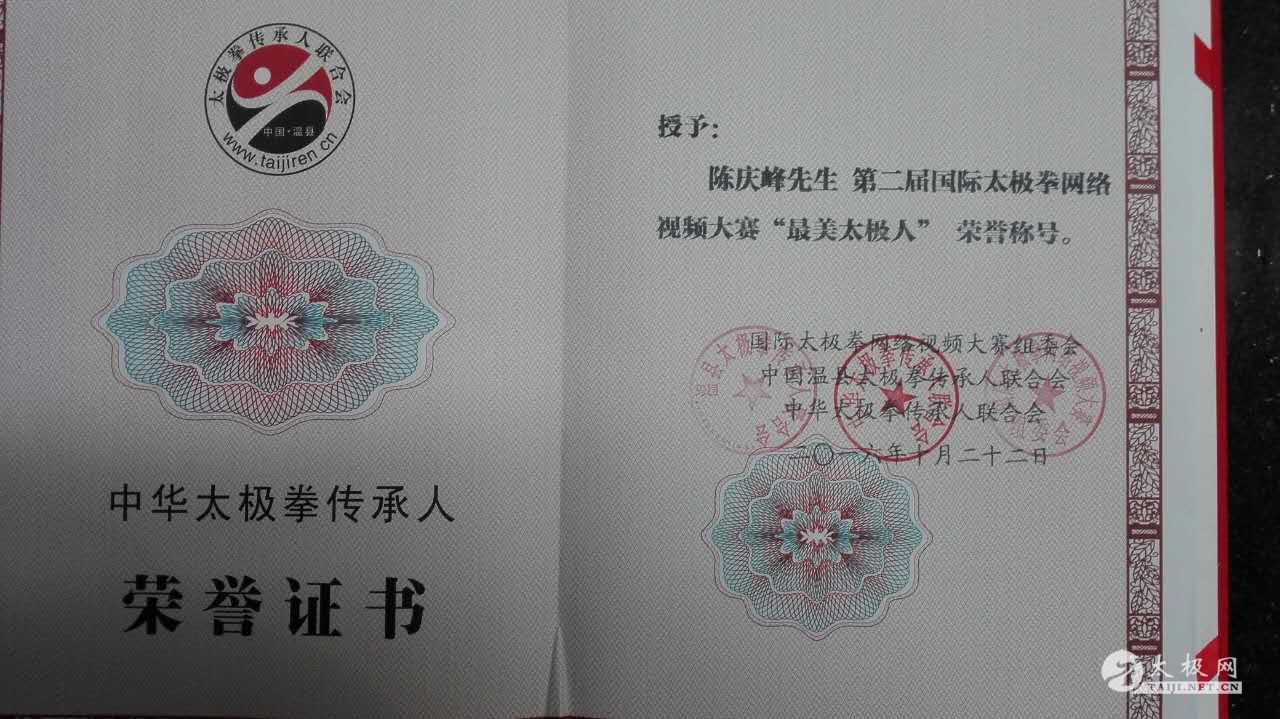 太极拳传承人联合会
中国·温县
www.taijiren.cn
中华太极拳传承人
荣誉证书
授予：
陈庆峰先生 第二届国际太极拳网络
视频大赛“最美太极人” 荣誉称号。
国际太极拳网络视频大赛组委会
中国温县太极拳传承人联合会
中华太极拳传承人联合会
二〇一六年十月二十二日
太极网
TAIJI.NET.CN